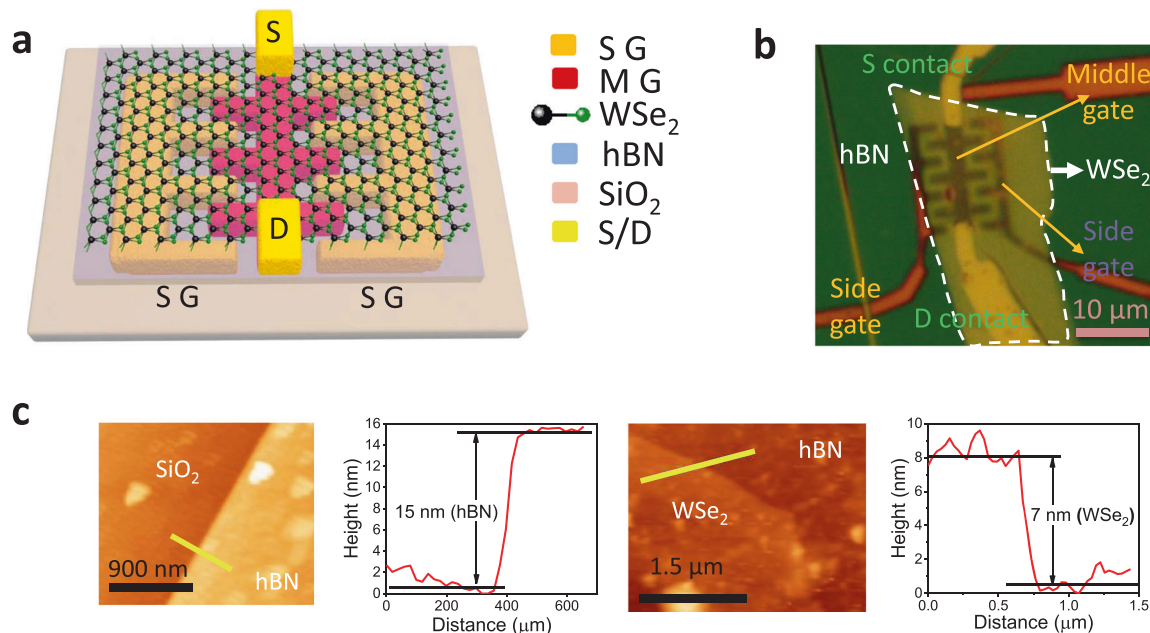 a
S
D
S G
S G
S G
M G
WSe₂
hBN
SiO₂
S/D
b
S contact
Middle
gate
hBN
WSe₂
Side
gate
Side
gate
D contact
10 μm
c
SiO₂
900 nm
hBN
16
14
12
10
8
6
4
2
0
Height (nm)
15 nm (hBN)
0 200 400 600
Distance (μm)
hBN
WSe₂
1.5 μm
10
8
6
4
2
0
Height (nm)
7 nm (WSe₂)
0.0 0.5 1.0 1.5
Distance (μm)